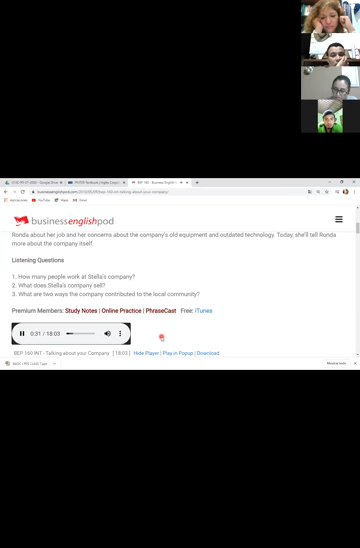 businessenglishpod
Ronda about her job and her concerns about the company's old equipment and outdated technology. Today, she'll tell Ronda
more about the company itself.
Listening Questions
1. How many people work at Stella's company?
2. What does Stella's company sell?
3. What are two ways the company contributed to the local community?
Premium Members: Study Notes | Online Practice | PhraseCast Free: iTunes
0:31 / 18:03
BEP 160 INT - Talking about your Company [ 18:03 ] Hide Player | Play in Popup | Download